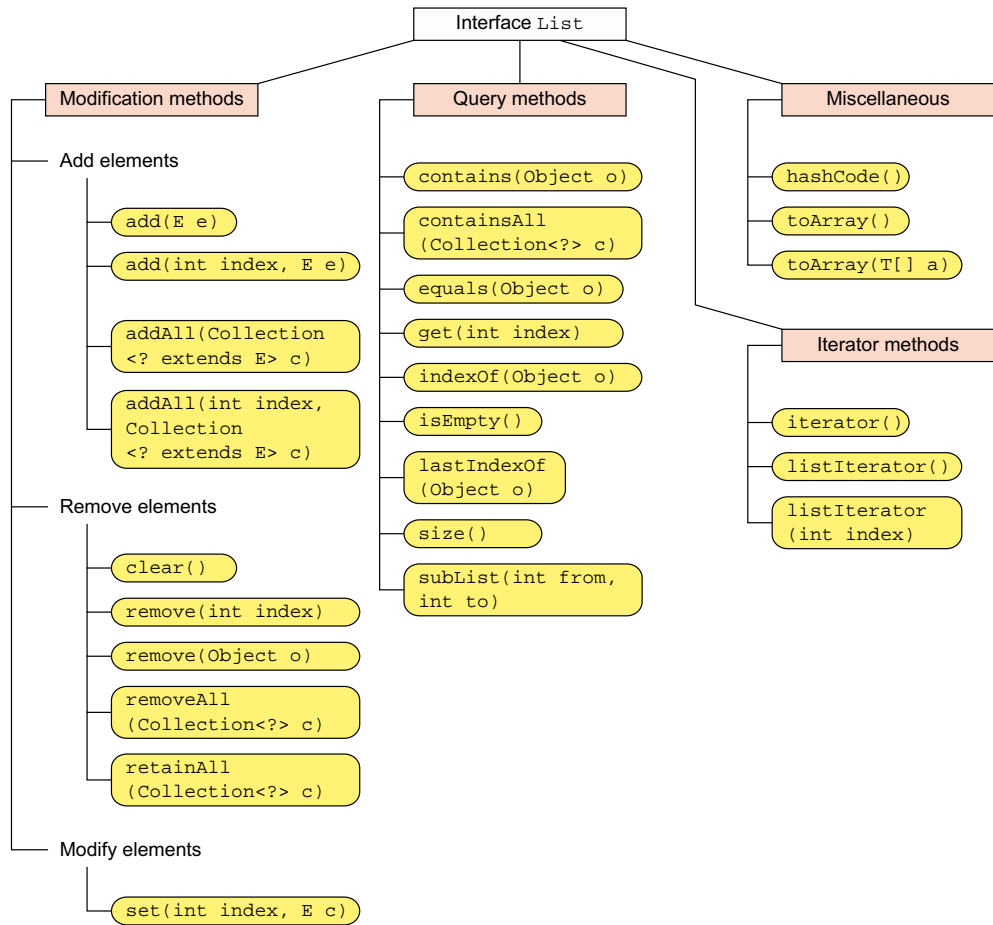 Interface List
Modification methods
Add elements
add(E e)
add(int index, E e)
addAll(Collection
<? extends E> c)
addAll(int index,
Collection
<? extends E> c)
Remove elements
clear()
remove(int index)
remove(Object o)
removeAll
(Collection<?> c)
retainAll
(Collection<?> c)
Modify elements
set(int index, E c)
Query methods
contains(Object o)
containsAll
(Collection<?> c)
equals(Object o)
get(int index)
indexOf(Object o)
isEmpty()
lastIndexOf
(Object o)
size()
subList(int from,
int to)
Miscellaneous
hashCode()
toArray()
toArray(T[] a)
Iterator methods
iterator()
listIterator()
listIterator
(int index)